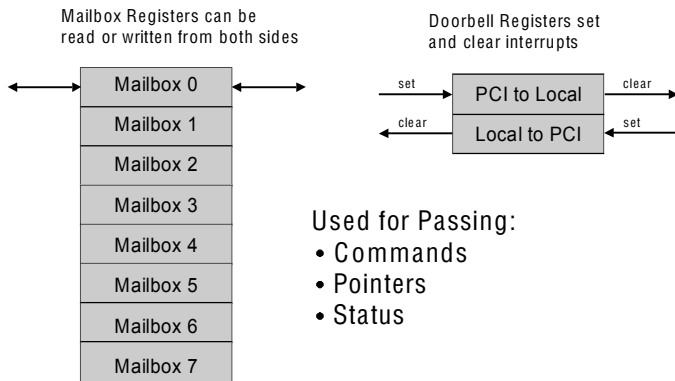 Mailbox Registers can be
read or written from both sides
Mailbox 0
Mailbox 1
Mailbox 2
Mailbox 3
Mailbox 4
Mailbox 5
Mailbox 6
Mailbox 7
Doorbell Registers set
and clear interrupts
set
PCI to Local
clear
clear
Local to PCI
set
Used for Passing:
• Commands
• Pointers
• Status